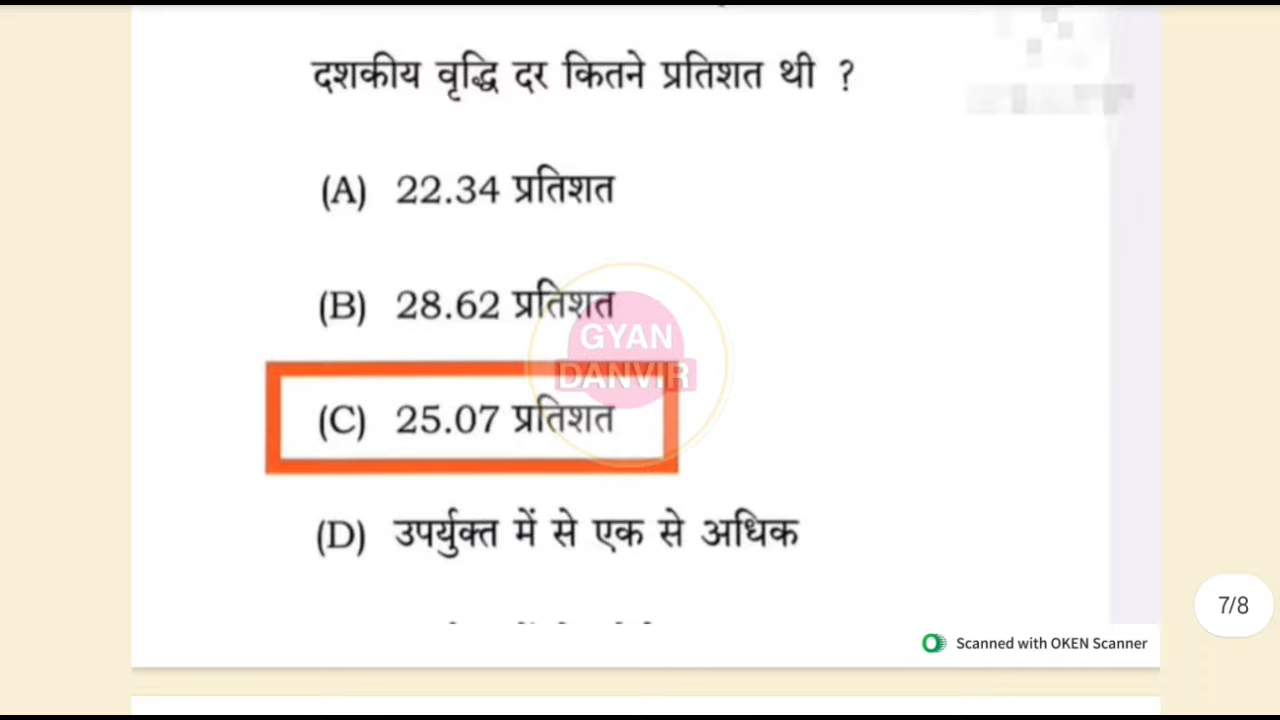 दशकीय वृद्धि दर कितने प्रतिशत थी ?
(A) 22.34 प्रतिशत
(B) 28.62 प्रतिशत
GYAN
DANVIR
(C) 25.07 प्रतिशत
(D) उपर्युक्त में से एक से अधिक
7/8
Scanned with OKEN Scanner